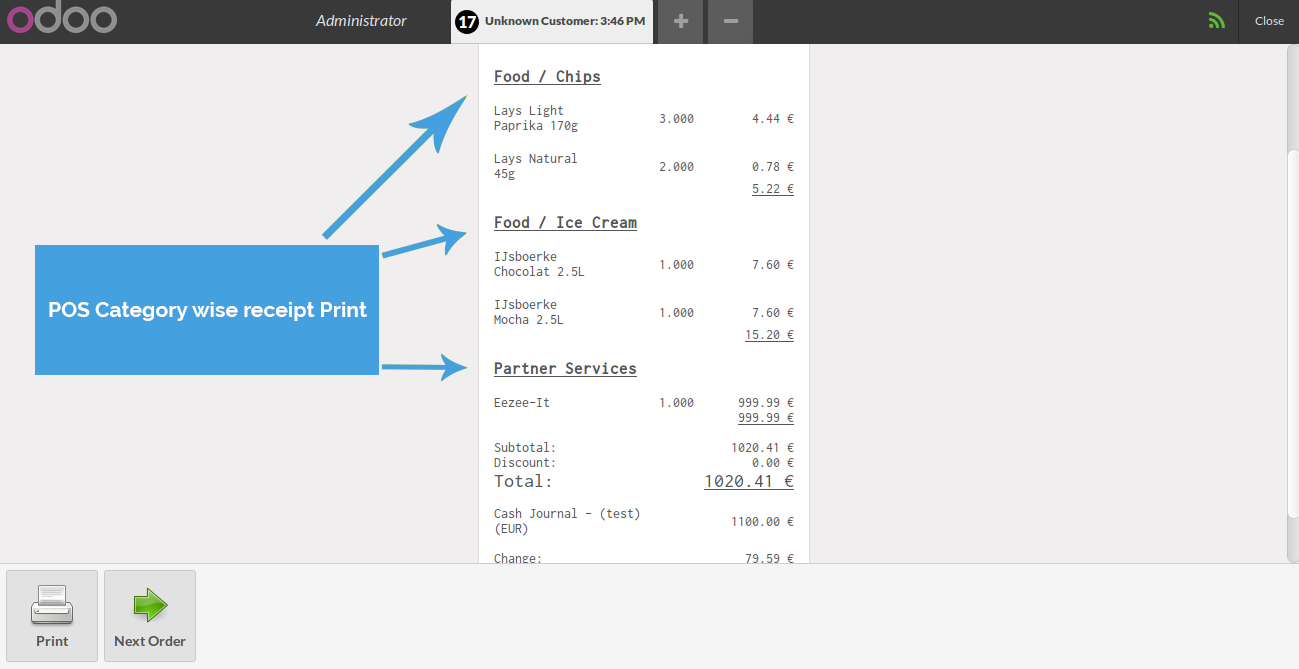 odoo
Administrator
17 Unknown Customer: 3:46 PM
+
−
Close
Food / Chips
Lays Light
Paprika 170g 3.000 4.44 €
Lays Natural
45g 2.000 0.78 €
5.22 €
Food / Ice Cream
IJsboerke
Chocolat 2.5L 1.000 7.60 €
IJsboerke
Mocha 2.5L 1.000 7.60 €
15.20 €
Partner Services
Eezee-It 1.000 999.99 €
999.99 €
Subtotal: 1020.41 €
Discount: 0.00 €
Total: 1020.41 €
Cash Journal - (test)
(EUR) 1100.00 €
Change: 79.59 €
POS Category wise receipt Print
Print
Next Order